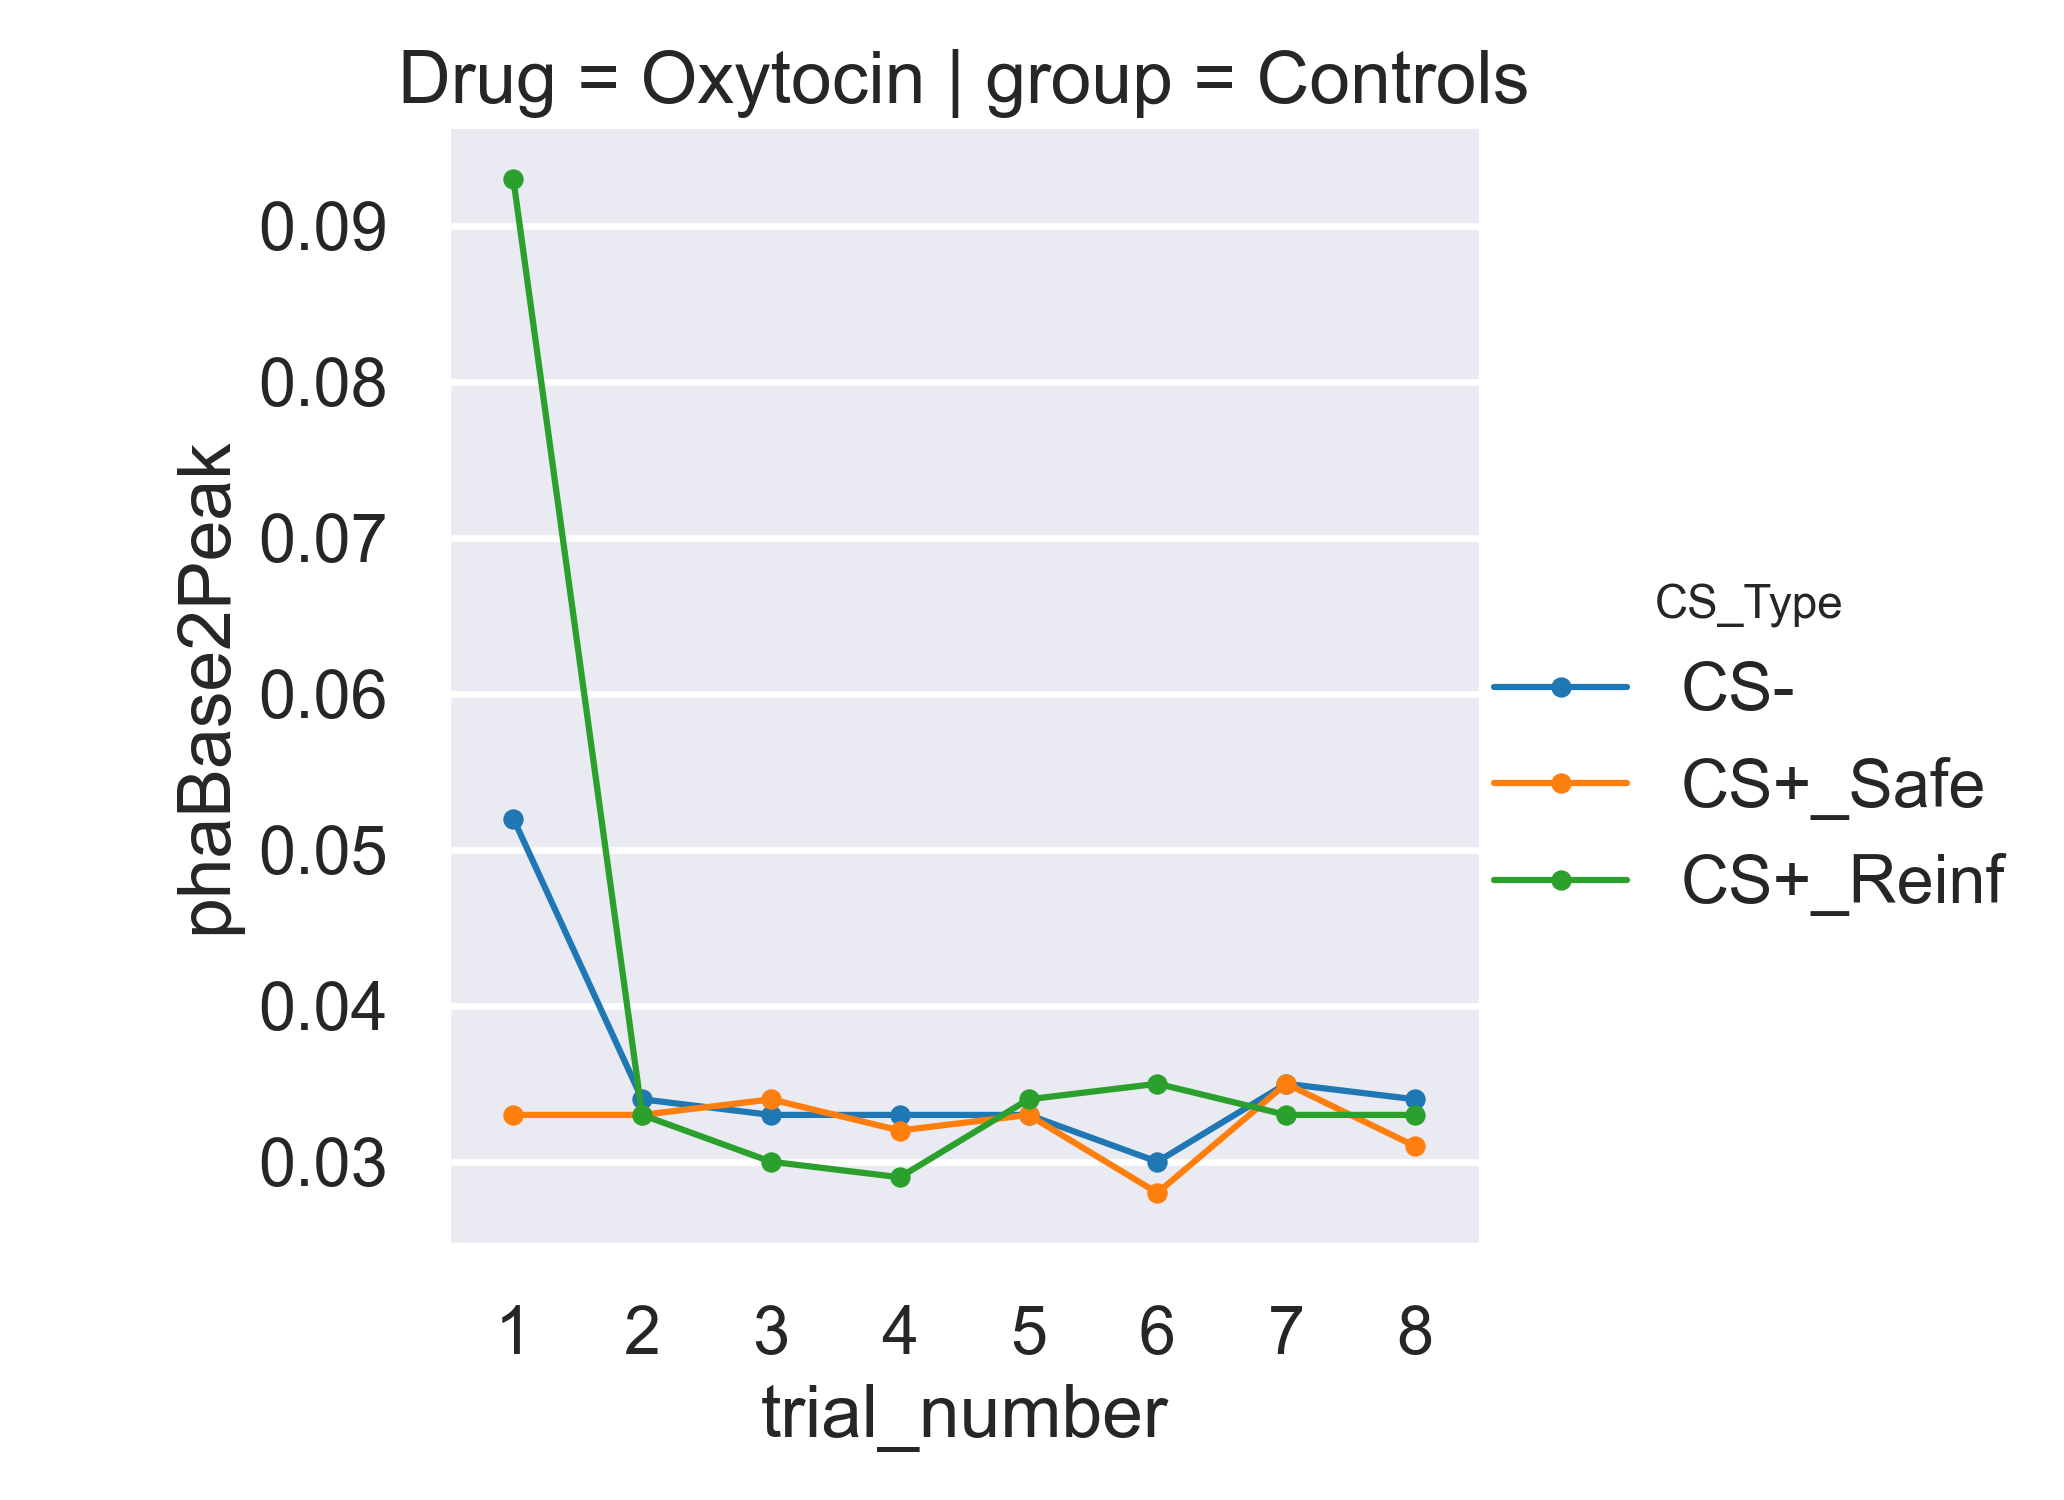 Drug = Oxytocin | group = Controls
0.09
0.08
0.07
0.06
0.05
0.04
0.03
phaBase2Peak
1 2 3 4 5 6 7 8
trial_number
CS_Type
CS-
CS+_Safe
CS+_Reinf